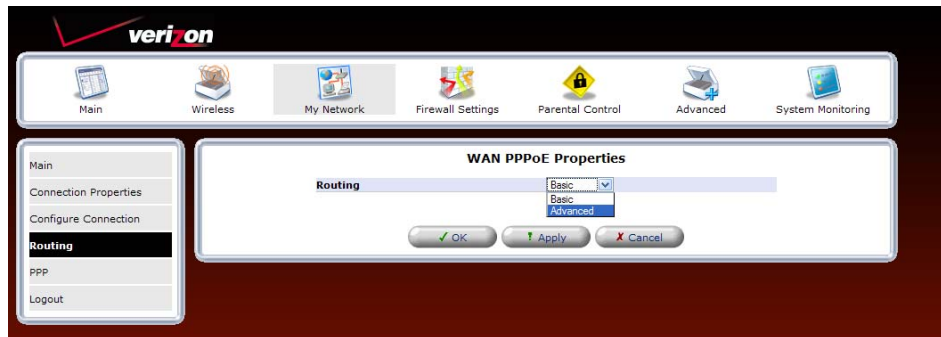 verizon
Main Wireless My Network Firewall Settings Parental Control Advanced System Monitoring
Main
Connection Properties
Configure Connection
Routing
PPP
Logout
WAN PPPoE Properties
Routing Basic
Basic
Advanced
OK Apply Cancel